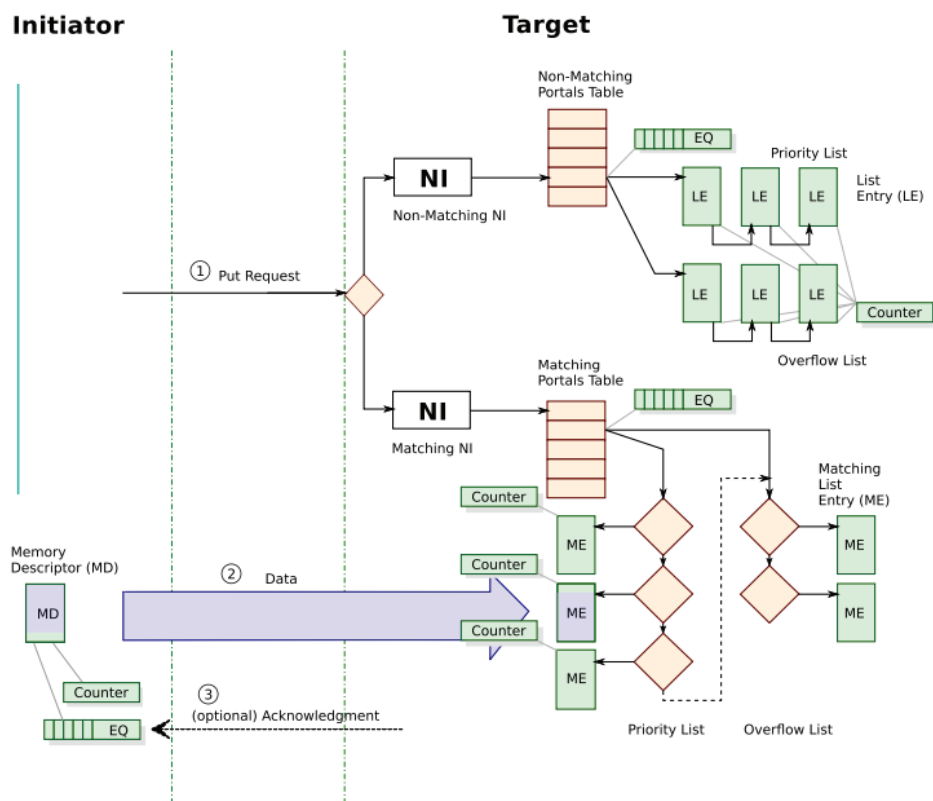 Initiator
Target
Non-Matching
Portals Table
EQ
Priority List
List
Entry (LE)
NI
LE
LE
LE
Non-Matching NI
1 Put Request
LE
LE
LE
Counter
Overflow List
Matching
Portals Table
EQ
NI
Matching NI
Matching
List
Entry (ME)
Counter
ME
ME
Memory
Descriptor (MD)
2 Data
Counter
MD
ME
ME
Counter
ME
Counter
3
(optional) Acknowledgment
EQ
Priority List
Overflow List